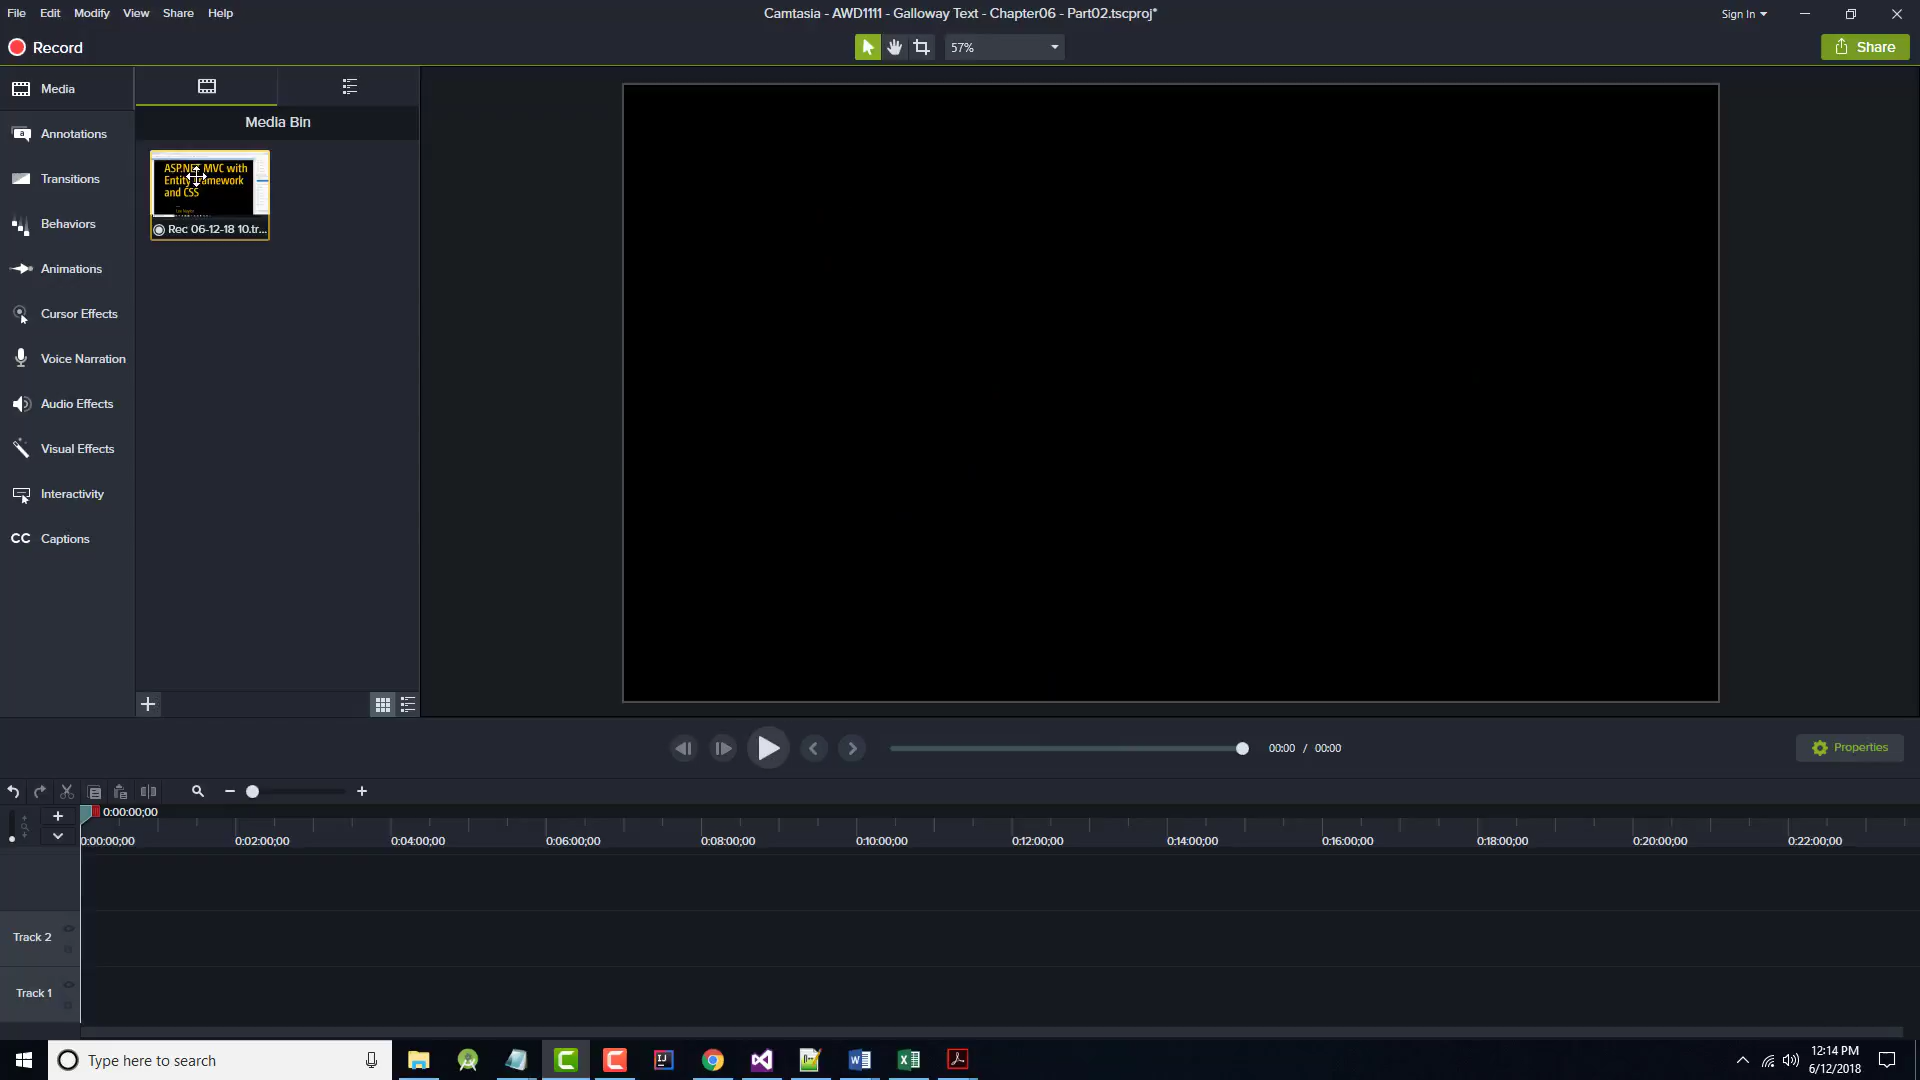 File Edit Modify View Share Help
Camtasia - AWD1111 - Galloway Text - Chapter06 - Part02.tscproj*
Sign In
Record
57%
Share
Media
Annotations
Transitions
Behaviors
Animations
Cursor Effects
Voice Narration
Audio Effects
Visual Effects
Interactivity
CC Captions
Media Bin
ASP.NET MVC with
Entity Framework
and CSS
Rec 06-12-18 10.tr...
00:00 / 00:00
Properties
0:00:00;00
0:00:00;00 0:02:00;00 0:04:00;00 0:06:00;00 0:08:00;00 0:10:00;00 0:12:00;00 0:14:00;00 0:16:00;00 0:18:00;00 0:20:00;00 0:22:00;00
Track 2
Track 1
Type here to search
12:14 PM
6/12/2018